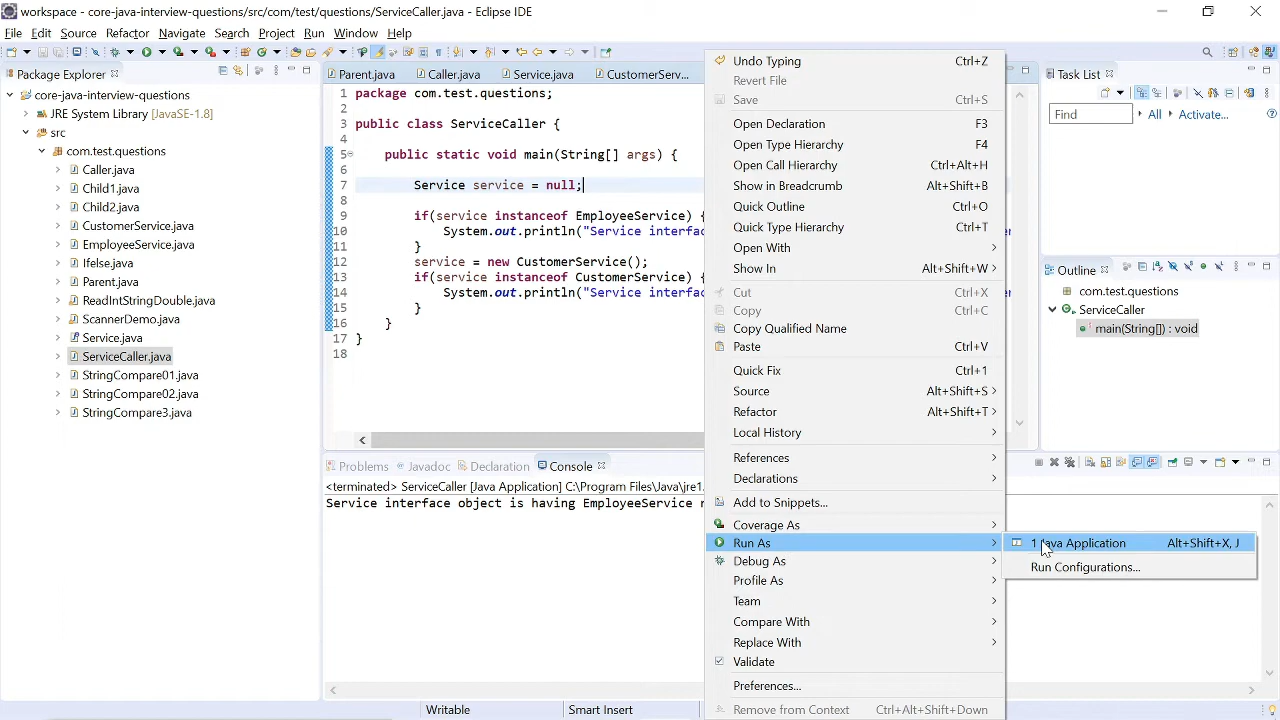 workspace - core-java-interview-questions/src/com/test/questions/ServiceCaller.java - Eclipse IDE
File Edit Source Refactor Navigate Search Project Run Window Help
Package Explorer
core-java-interview-questions
JRE System Library [JavaSE-1.8]
src
com.test.questions
Caller.java
Child1.java
Child2.java
CustomerService.java
EmployeeService.java
Ifelse.java
Parent.java
ReadIntStringDouble.java
ScannerDemo.java
Service.java
ServiceCaller.java
StringCompare01.java
StringCompare02.java
StringCompare3.java
Parent.java Caller.java Service.java CustomerServ...
1 package com.test.questions;
2
3 public class ServiceCaller {
4
5 public static void main(String[] args) {
6
7 Service service = null;
8
9 if(service instanceof EmployeeService) {
10 System.out.println("Service interfac
11 }
12 service = new CustomerService();
13 if(service instanceof CustomerService) {
14 System.out.println("Service interfac
15 }
16 }
17 }
18
Problems Javadoc Declaration Console
<terminated> ServiceCaller [Java Application] C:\Program Files\Java\jre1.
Service interface object is having EmployeeService r
Undo Typing Ctrl+Z
Revert File
Save Ctrl+S
Open Declaration F3
Open Type Hierarchy F4
Open Call Hierarchy Ctrl+Alt+H
Show in Breadcrumb Alt+Shift+B
Quick Outline Ctrl+O
Quick Type Hierarchy Ctrl+T
Open With
Show In Alt+Shift+W
Cut Ctrl+X
Copy Ctrl+C
Copy Qualified Name
Paste Ctrl+V
Quick Fix Ctrl+1
Source Alt+Shift+S
Refactor Alt+Shift+T
Local History
References
Declarations
Add to Snippets...
Coverage As
Run As
Debug As
Profile As
Team
Compare With
Replace With
Validate
Preferences...
Remove from Context Ctrl+Alt+Shift+Down
1 Java Application Alt+Shift+X, J
Run Configurations...
Task List
Find All Activate...
Outline
com.test.questions
ServiceCaller
main(String[]) : void
Writable Smart Insert